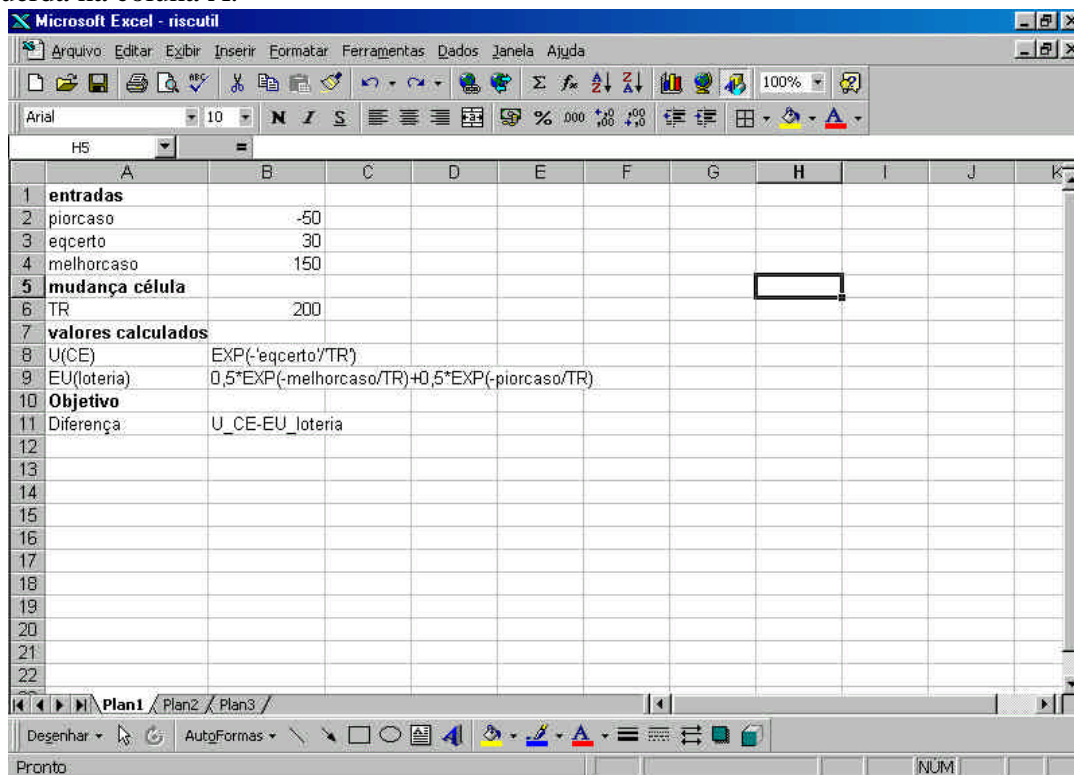 Microsoft Excel - riscutil
Arquivo Editar Exibir Inserir Formatar Ferramentas Dados Janela Ajuda
100%
Arial 10 N I S % 000
H5 =
A B C D E F G H I J K
1 entradas
2 piorcaso -50
3 eqcerto 30
4 melhorcaso 150
5 mudança célula
6 TR 200
7 valores calculados
8 U(CE) EXP(-'eqcerto'/'TR')
9 EU(loteria) 0,5*EXP(-melhorcaso/TR)+0,5*EXP(-piorcaso/TR)
10 Objetivo
11 Diferença U_CE-EU_loteria
12
13
14
15
16
17
18
19
20
21
22
Plan1 Plan2 Plan3
Desenhar AutoFormas
Pronto NÚM